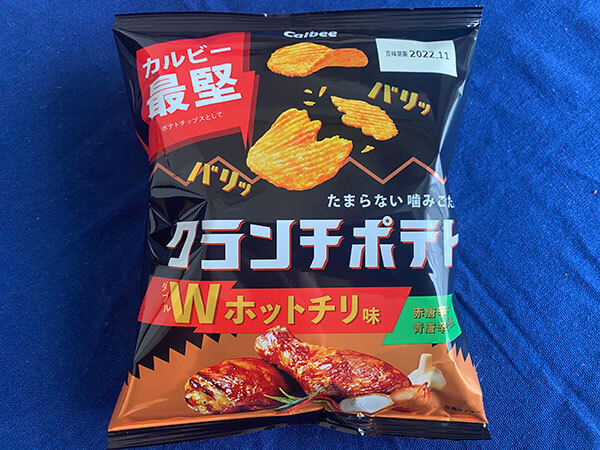 Calbee
賞味期限 2022.11
カルビー
最堅
ポテトチップスとして
バリッ
バリッ
たまらない噛みごた
クランチポテト
ダブル
Wホットチリ味
赤唐辛
青唐辛